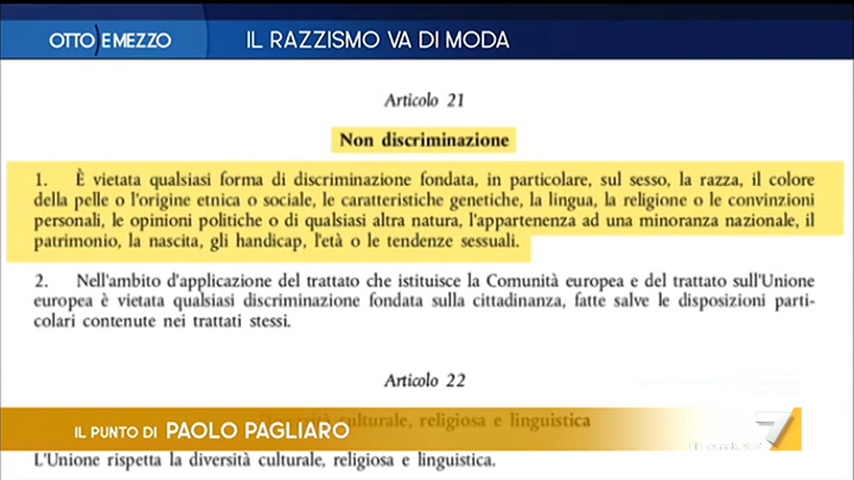 OTTO E MEZZO
IL RAZZISMO VA DI MODA
Articolo 21
Non discriminazione
1. È vietata qualsiasi forma di discriminazione fondata, in particolare, sul sesso, la razza, il colore
della pelle o l'origine etnica o sociale, le caratteristiche genetiche, la lingua, la religione o le convinzioni
personali, le opinioni politiche o di qualsiasi altra natura, l'appartenenza ad una minoranza nazionale, il
patrimonio, la nascita, gli handicap, l'età o le tendenze sessuali.
2. Nell'ambito d'applicazione del trattato che istituisce la Comunità europea e del trattato sull'Unione
europea è vietata qualsiasi discriminazione fondata sulla cittadinanza, fatte salve le disposizioni parti-
colari contenute nei trattati stessi.
Articolo 22
culturale, religiosa e linguistica
IL PUNTO DI PAOLO PAGLIARO
7
L'Unione rispetta la diversità culturale, religiosa e linguistica.